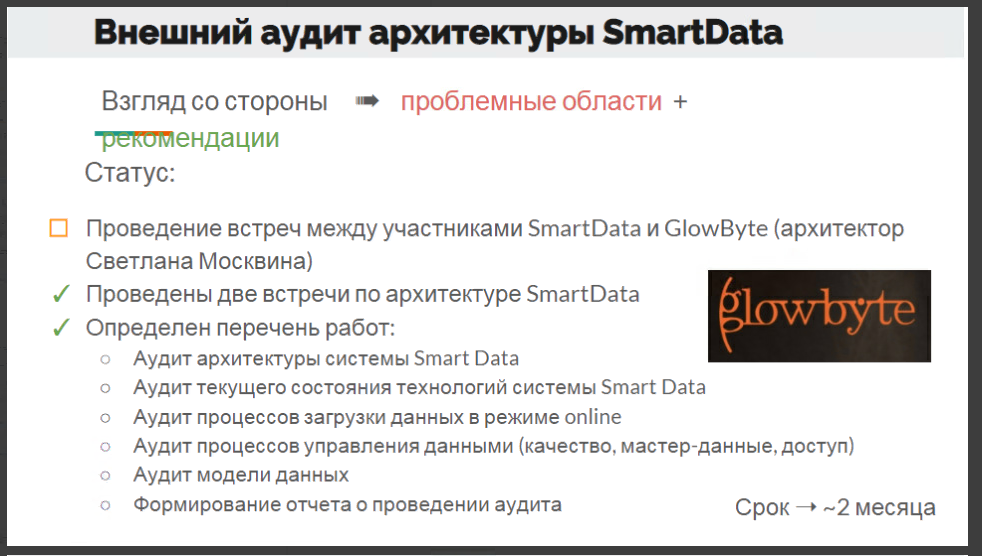 Внешний аудит архитектуры SmartData
Взгляд со стороны ➠ проблемные области +
рекомендации
Статус:
☐ Проведение встреч между участниками SmartData и GlowByte (архитектор
Светлана Москвина)
✓ Проведены две встречи по архитектуре SmartData
glowbyte
✓ Определен перечень работ:
○ Аудит архитектуры системы Smart Data
○ Аудит текущего состояния технологий системы Smart Data
○ Аудит процессов загрузки данных в режиме online
○ Аудит процессов управления данными (качество, мастер-данные, доступ)
○ Аудит модели данных
○ Формирование отчета о проведении аудита
Срок → ~2 месяца